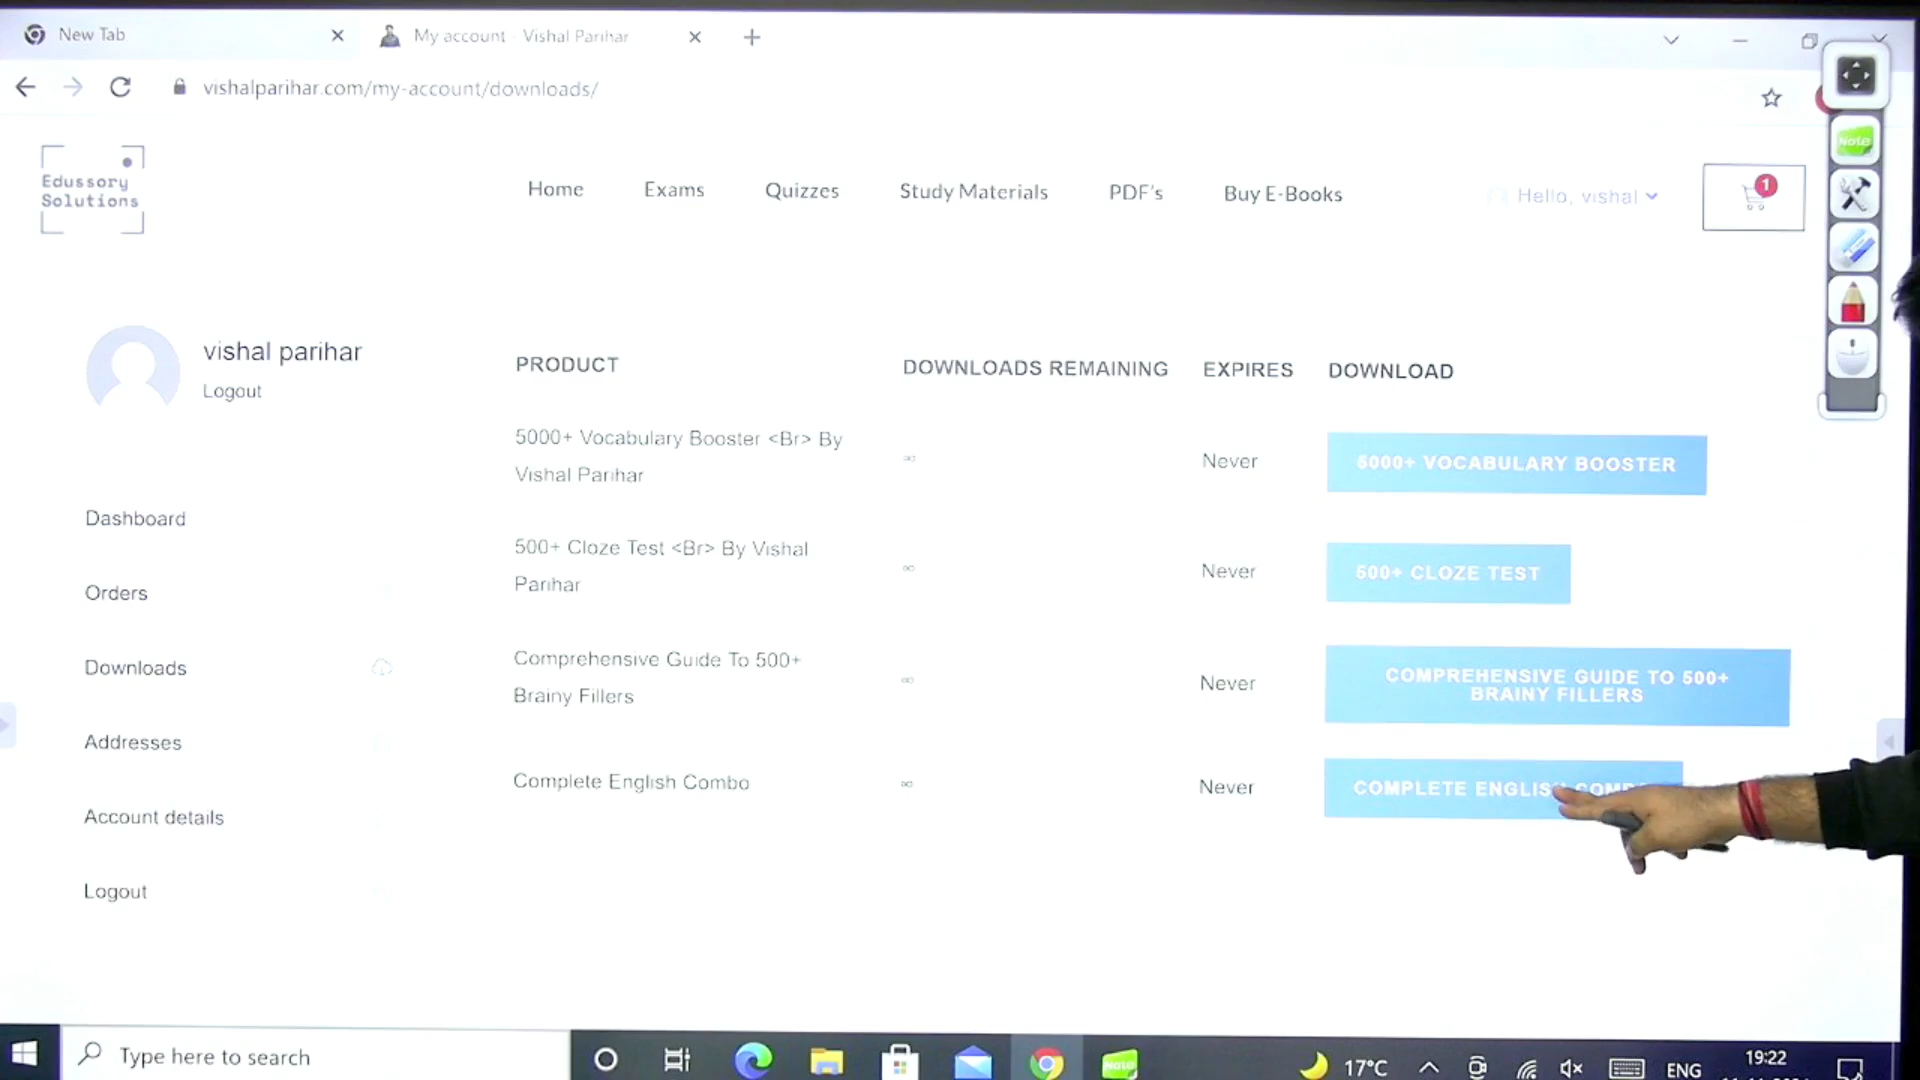 New Tab
My account - Vishal Parihar
vishalparihar.com/my-account/downloads/
Edussory
Solutions
Home
Exams
Quizzes
Study Materials
PDF's
Buy E-Books
Hello, vishal
1
Note
vishal parihar
Logout
Dashboard
Orders
Downloads
Addresses
Account details
Logout
PRODUCT DOWNLOADS REMAINING EXPIRES DOWNLOAD
5000+ Vocabulary Booster <Br> By
Vishal Parihar
∞
Never
5000+ VOCABULARY BOOSTER
500+ Cloze Test <Br> By Vishal
Parihar
∞
Never
500+ CLOZE TEST
Comprehensive Guide To 500+
Brainy Fillers
∞
Never
COMPREHENSIVE GUIDE TO 500+
BRAINY FILLERS
Complete English Combo
∞
Never
COMPLETE ENGLISH
Type here to search
Note
17°C
ENG
19:22